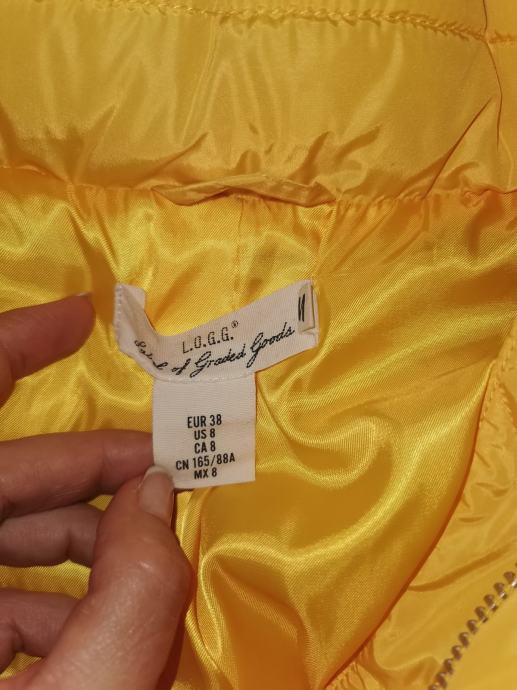 L.O.G.G.®
Label of Graded Goods
EUR 38
US 8
CA 8
CN 165/88A
MX 8